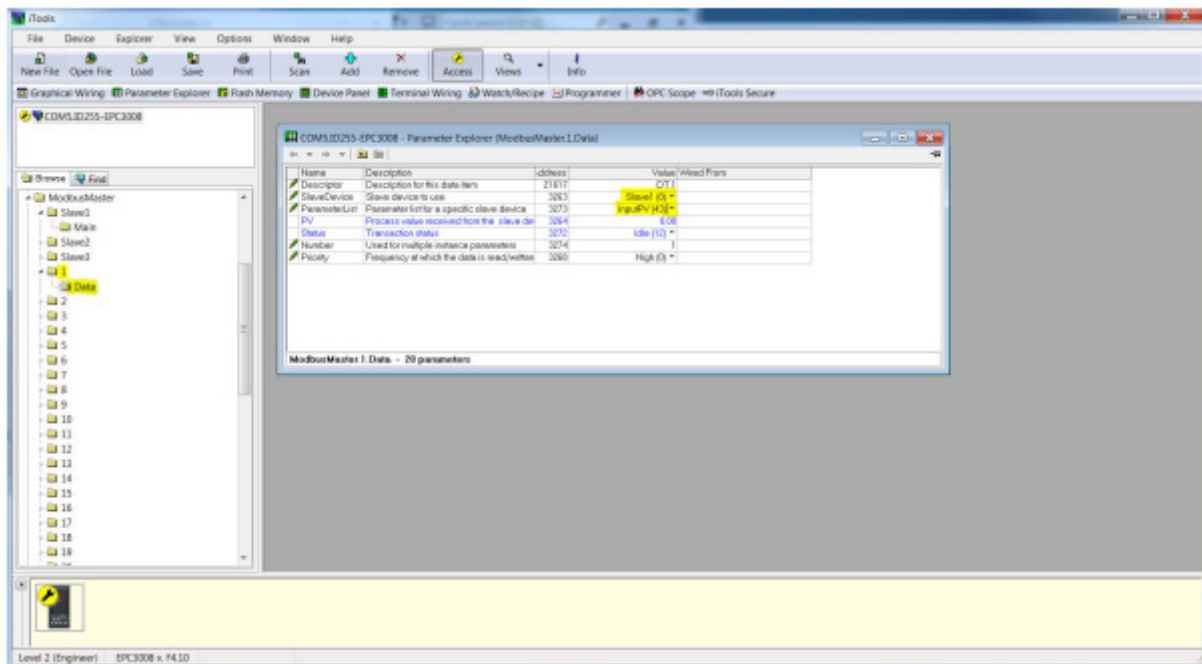 iTools
File Device Explorer View Options Window Help
New File Open File Load Save Print Scan Add Remove Access Views Info
Graphical Wiring Parameter Explorer Flash Memory Device Panel Terminal Wiring Watch/Recipe Programmer OPC Scope iTools Secure
COM5.ID255-EPC3008
Browse Find
ModbusMaster
Slave1
Main
Slave2
Slave3
1
Data
2
3
4
5
6
7
8
9
10
11
12
13
14
15
16
17
18
19
COM5.ID255-EPC3008 - Parameter Explorer (ModbusMaster.1.Data)
Name Description Address Value Wired From
Descriptor Description for this data item 21617 DT.1
SlaveDevice Slave device to use 3263 Slave1 (0)
ParameterList Parameter list for a specific slave device 3273 InputPV (43)
PV Process value received from the slave dev 3264 0.00
Status Transaction status 3272 Idle (12)
Number Used for multiple instance parameters 3274 1
Priority Frequency at which the data is read/written 3260 High (0)
ModbusMaster.1.Data - 20 parameters
Level 2 (Engineer) EPC3008 v. F4.10